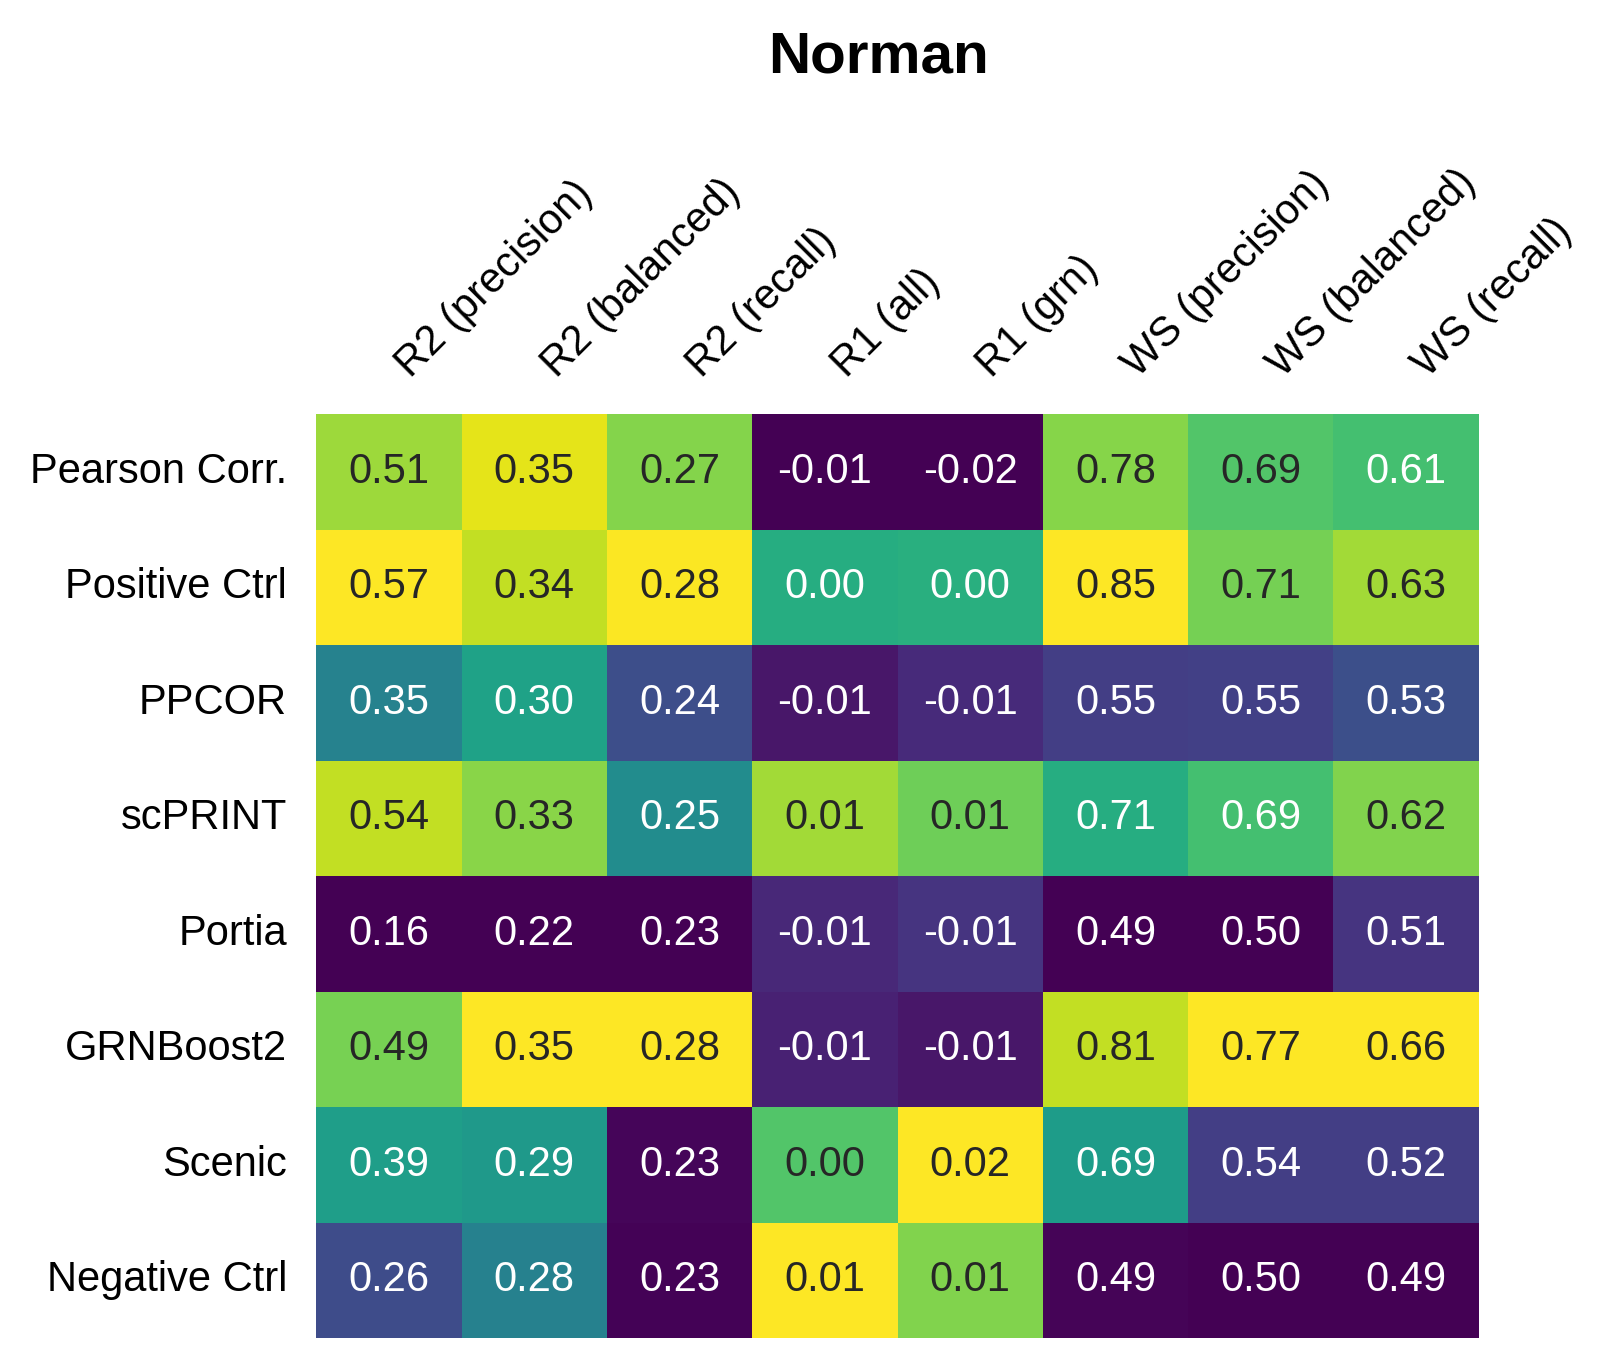 Norman
R2 (precision)
R2 (balanced)
R2 (recall)
R1 (all)
R1 (grn)
WS (precision)
WS (balanced)
WS (recall)
Pearson Corr. 0.51 0.35 0.27 -0.01 -0.02 0.78 0.69 0.61
Positive Ctrl 0.57 0.34 0.28 0.00 0.00 0.85 0.71 0.63
PPCOR 0.35 0.30 0.24 -0.01 -0.01 0.55 0.55 0.53
scPRINT 0.54 0.33 0.25 0.01 0.01 0.71 0.69 0.62
Portia 0.16 0.22 0.23 -0.01 -0.01 0.49 0.50 0.51
GRNBoost2 0.49 0.35 0.28 -0.01 -0.01 0.81 0.77 0.66
Scenic 0.39 0.29 0.23 0.00 0.02 0.69 0.54 0.52
Negative Ctrl 0.26 0.28 0.23 0.01 0.01 0.49 0.50 0.49